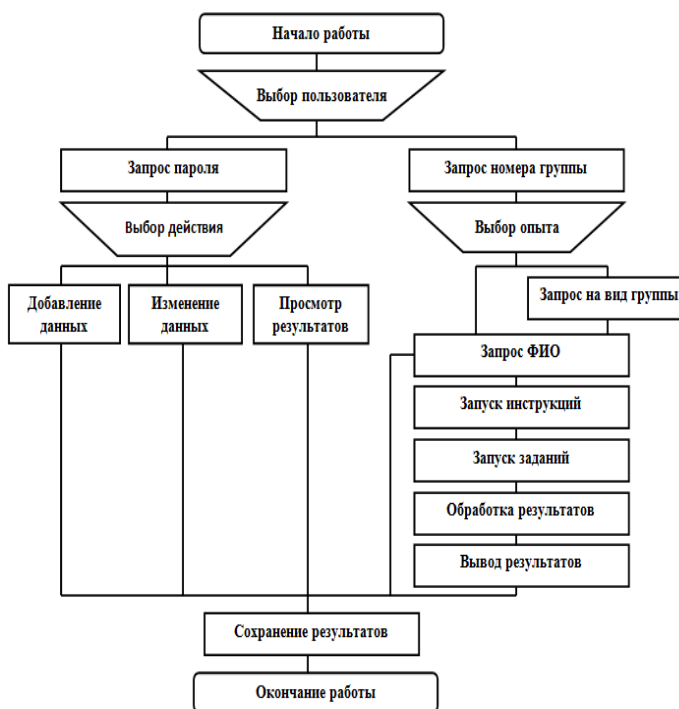 Начало работы
Выбор пользователя
Запрос пароля
Запрос номера группы
Выбор действия
Выбор опыта
Добавление
данных
Изменение
данных
Просмотр
результатов
Запрос на вид группы
Запрос ФИО
Запуск инструкций
Запуск заданий
Обработка результатов
Вывод результатов
Сохранение результатов
Окончание работы